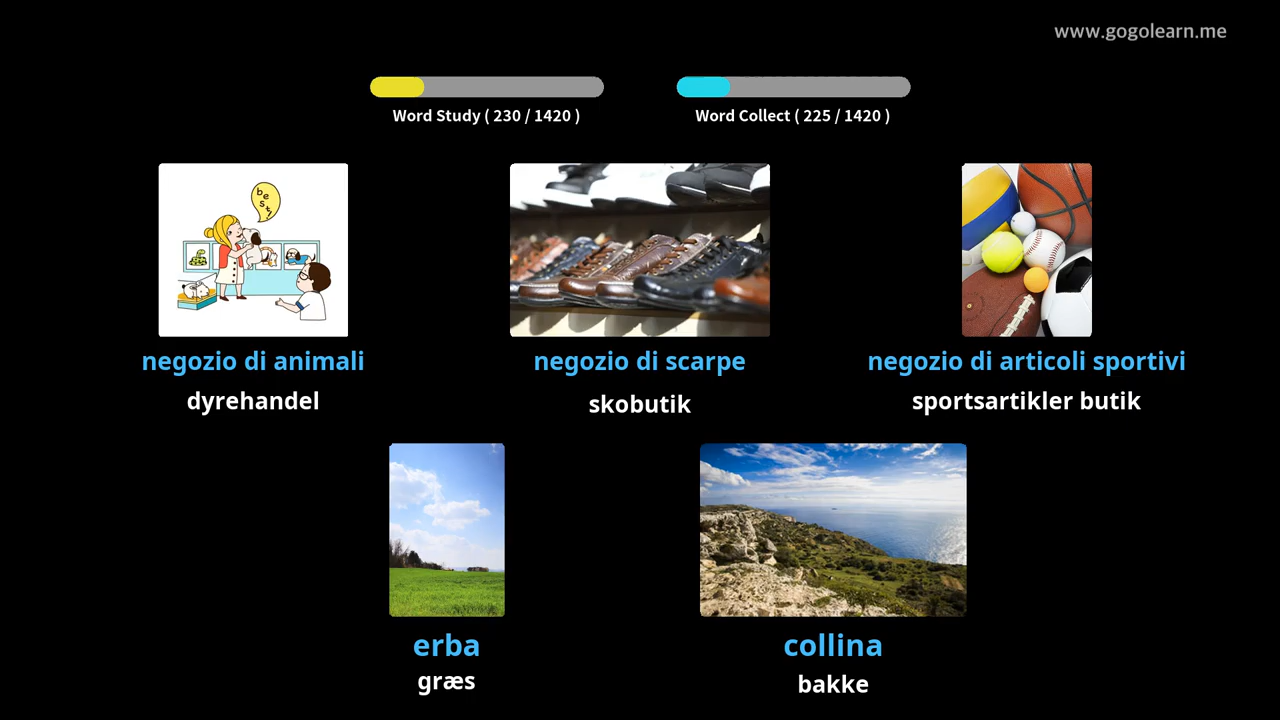 www.gogolearn.me
Word Study ( 230 / 1420 )
Word Collect ( 225 / 1420 )
best
negozio di animali
negozio di scarpe
negozio di articoli sportivi
dyrehandel
skobutik
sportsartikler butik
erba
collina
græs
bakke